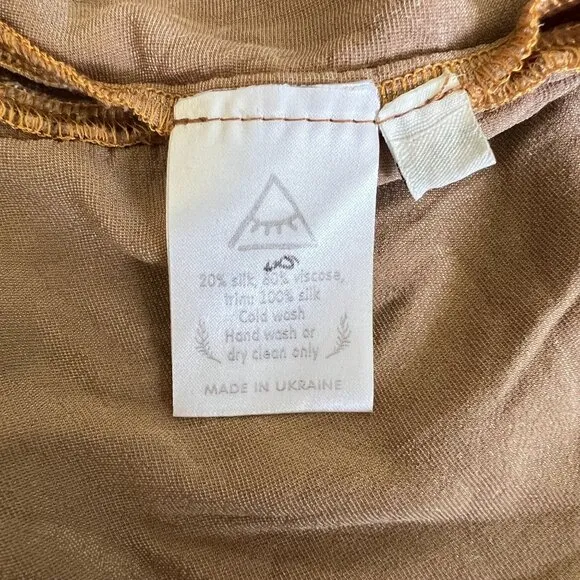 20% silk, 80% viscose,
trim: 100% silk
Cold wash
Hand wash or
dry clean only
MADE IN UKRAINE